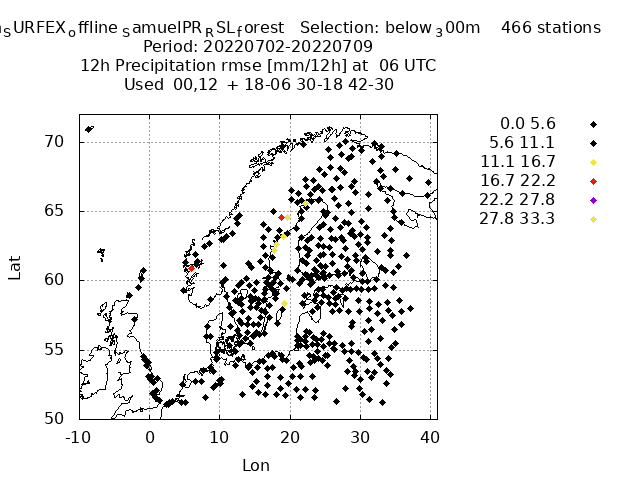 SURFEXoffline SamueIPRRSLforest Selection: below 300m 466 stations
Period: 20220702-20220709
12h Precipitation rmse [mm/12h] at 06 UTC
Used 00,12 + 18-06 30-18 42-30
0.0 5.6
5.6 11.1
11.1 16.7
16.7 22.2
22.2 27.8
27.8 33.3
70
65
60
55
50
Lat
-10 0 10 20 30 40
Lon